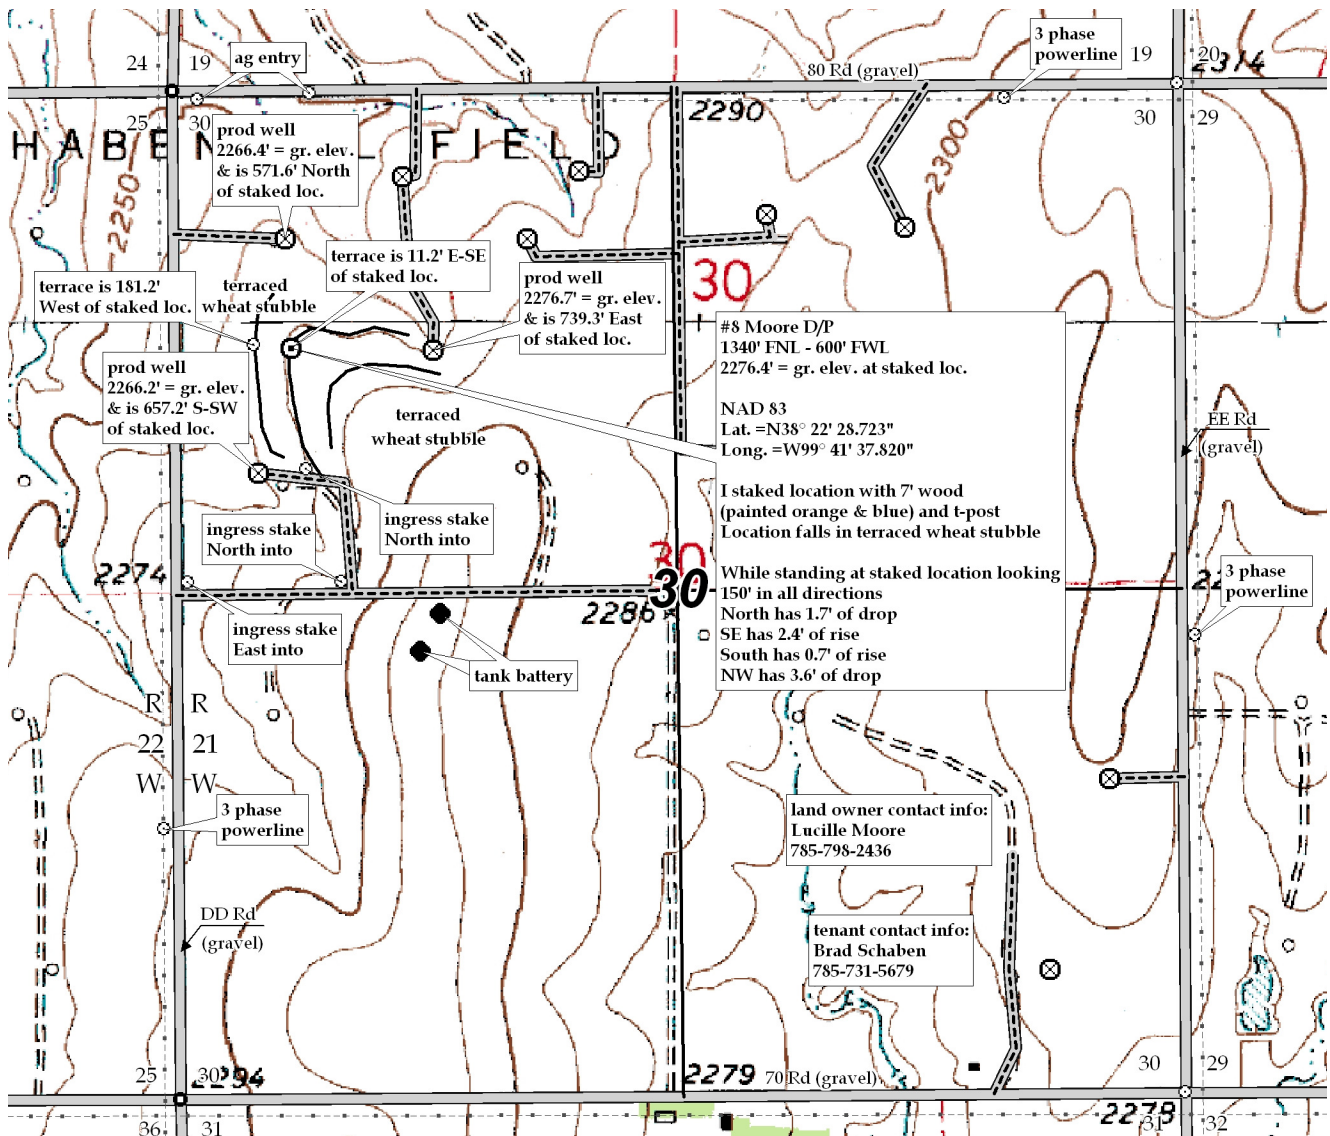 24
19
ag entry
3 phase
powerline
19
20
2314
80 Rd (gravel)
25
30
2290
30
29
HABEN
L FIELD
prod well
2266.4' = gr. elev.
& is 571.6' North
of staked loc.
2250
2300
terrace is 11.2' E-SE
of staked loc.
terrace is 181.2'
West of staked loc.
terraced
wheat stubble
prod well
2276.7' = gr. elev.
& is 739.3' East
of staked loc.
30
#8 Moore D/P
1340' FNL - 600' FWL
2276.4' = gr. elev. at staked loc.
NAD 83
Lat. =N38° 22' 28.723"
Long. =W99° 41' 37.820"
I staked location with 7' wood
(painted orange & blue) and t-post
Location falls in terraced wheat stubble
While standing at staked location looking
150' in all directions
North has 1.7' of drop
SE has 2.4' of rise
South has 0.7' of rise
NW has 3.6' of drop
prod well
2266.2' = gr. elev.
& is 657.2' S-SW
of staked loc.
terraced
wheat stubble
EE Rd
(gravel)
ingress stake
North into
ingress stake
North into
30
30
2274
2286
3 phase
powerline
ingress stake
East into
tank battery
R
R
22
21
W
W
3 phase
powerline
land owner contact info:
Lucille Moore
785-798-2436
DD Rd
(gravel)
tenant contact info:
Brad Schaben
785-731-5679
25
30
2294
2279
70 Rd (gravel)
30
29
2278
36
31
31
32